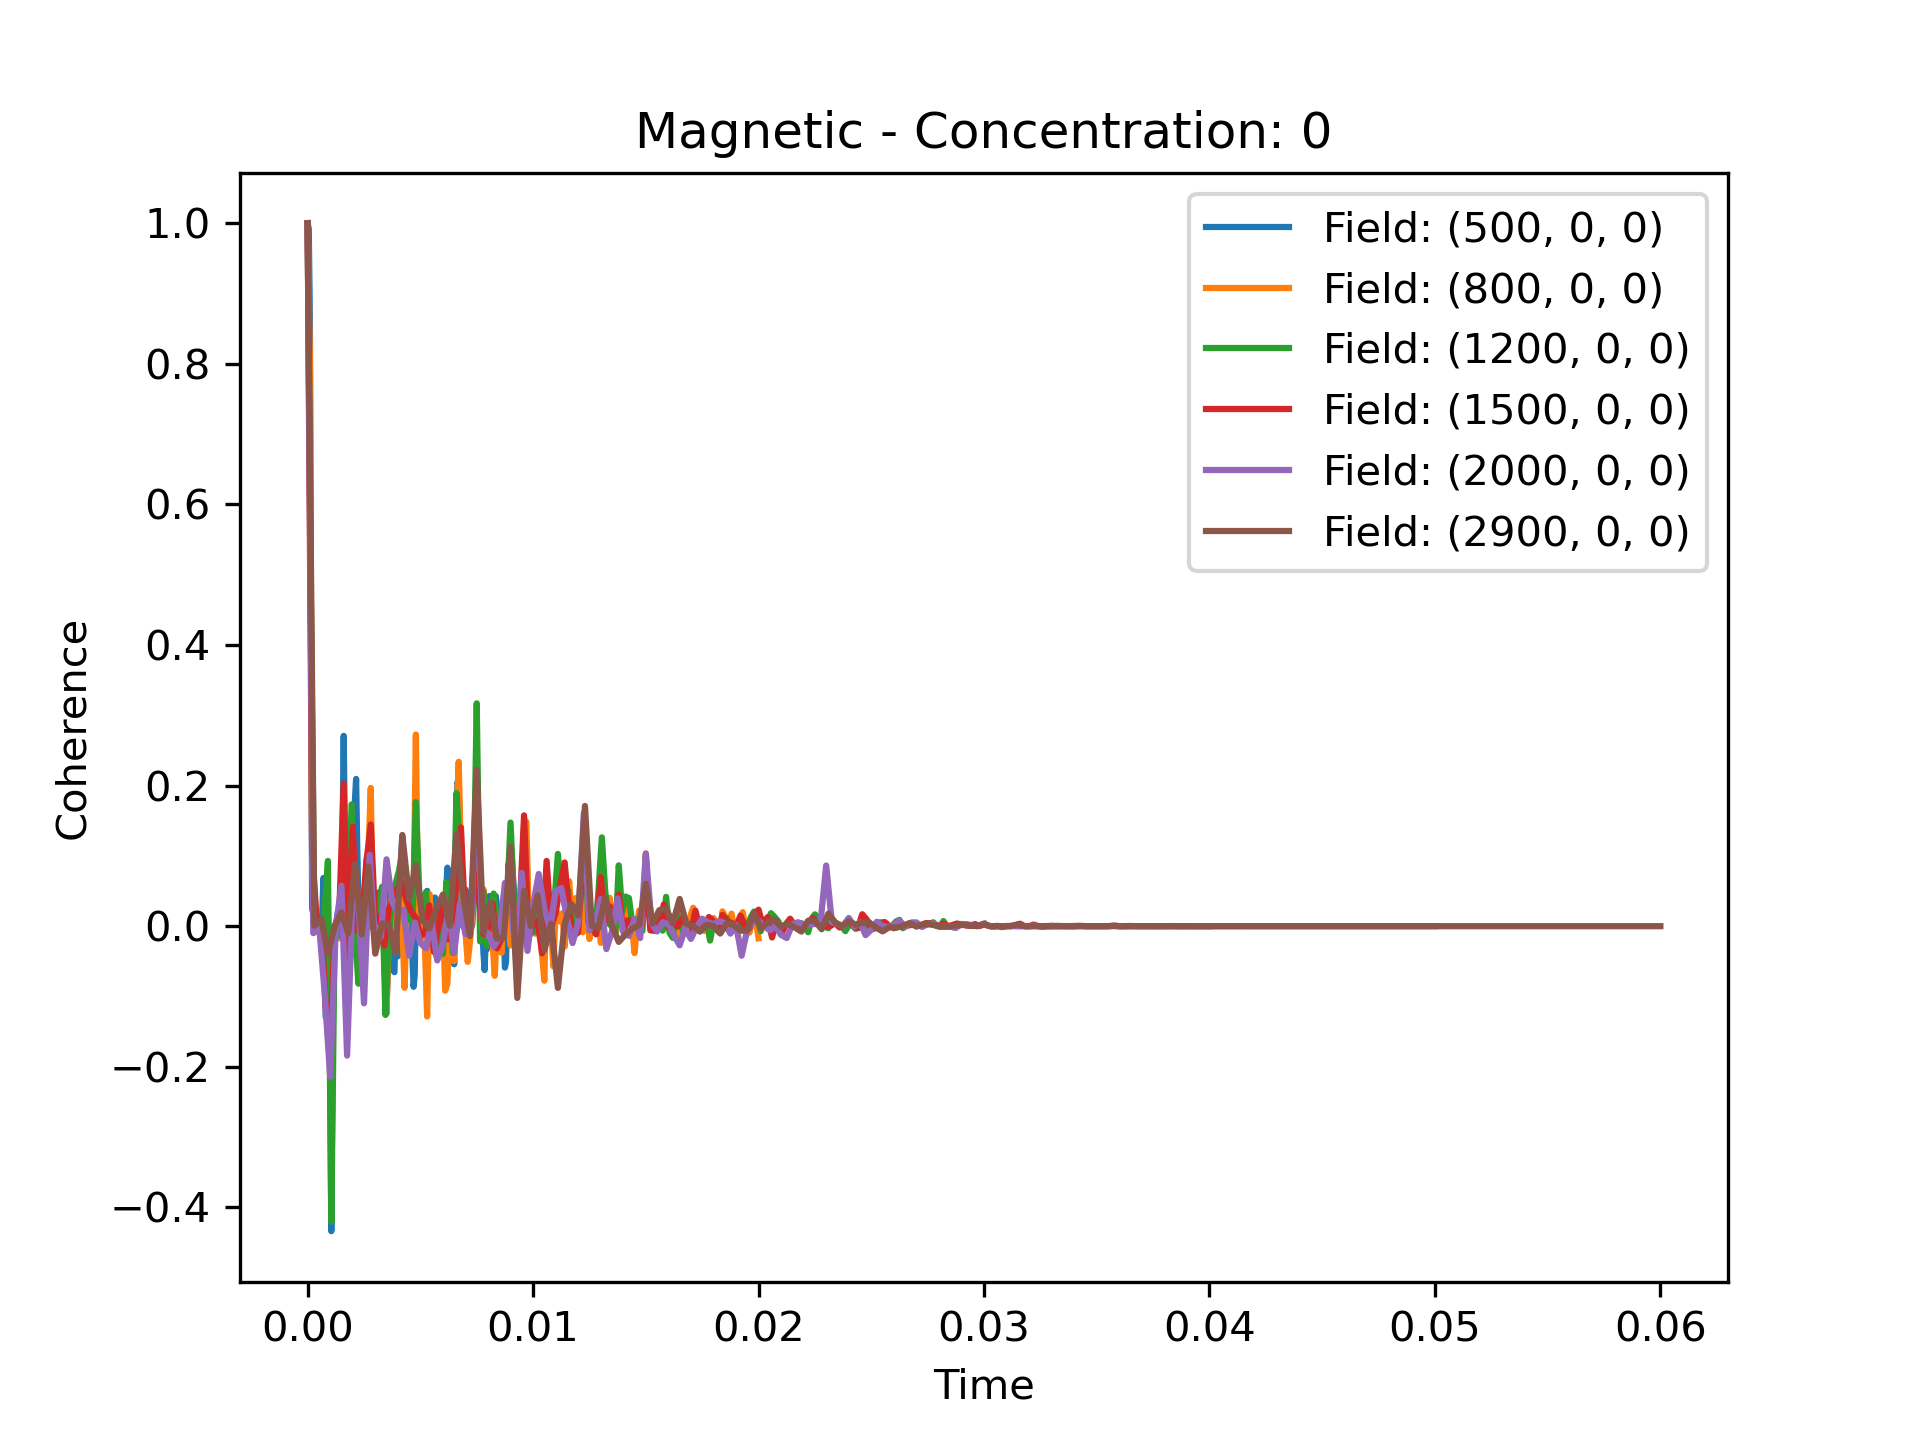 Magnetic - Concentration: 0
1.0
0.8
0.6
0.4
0.2
0.0
−0.2
−0.4
Coherence
Field: (500, 0, 0)
Field: (800, 0, 0)
Field: (1200, 0, 0)
Field: (1500, 0, 0)
Field: (2000, 0, 0)
Field: (2900, 0, 0)
0.00 0.01 0.02 0.03 0.04 0.05 0.06
Time